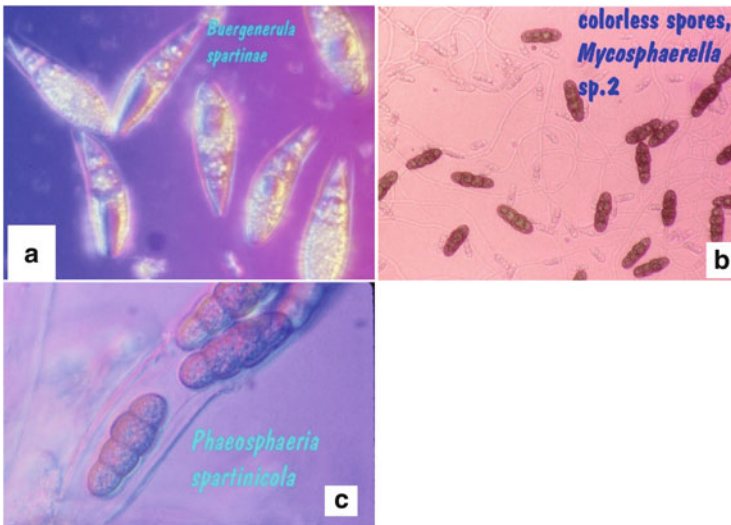 Buergenerula
spartinae
a
colorless spores,
Mycosphaerella
sp.2
b
Phaeosphaeria
spartinicola
c